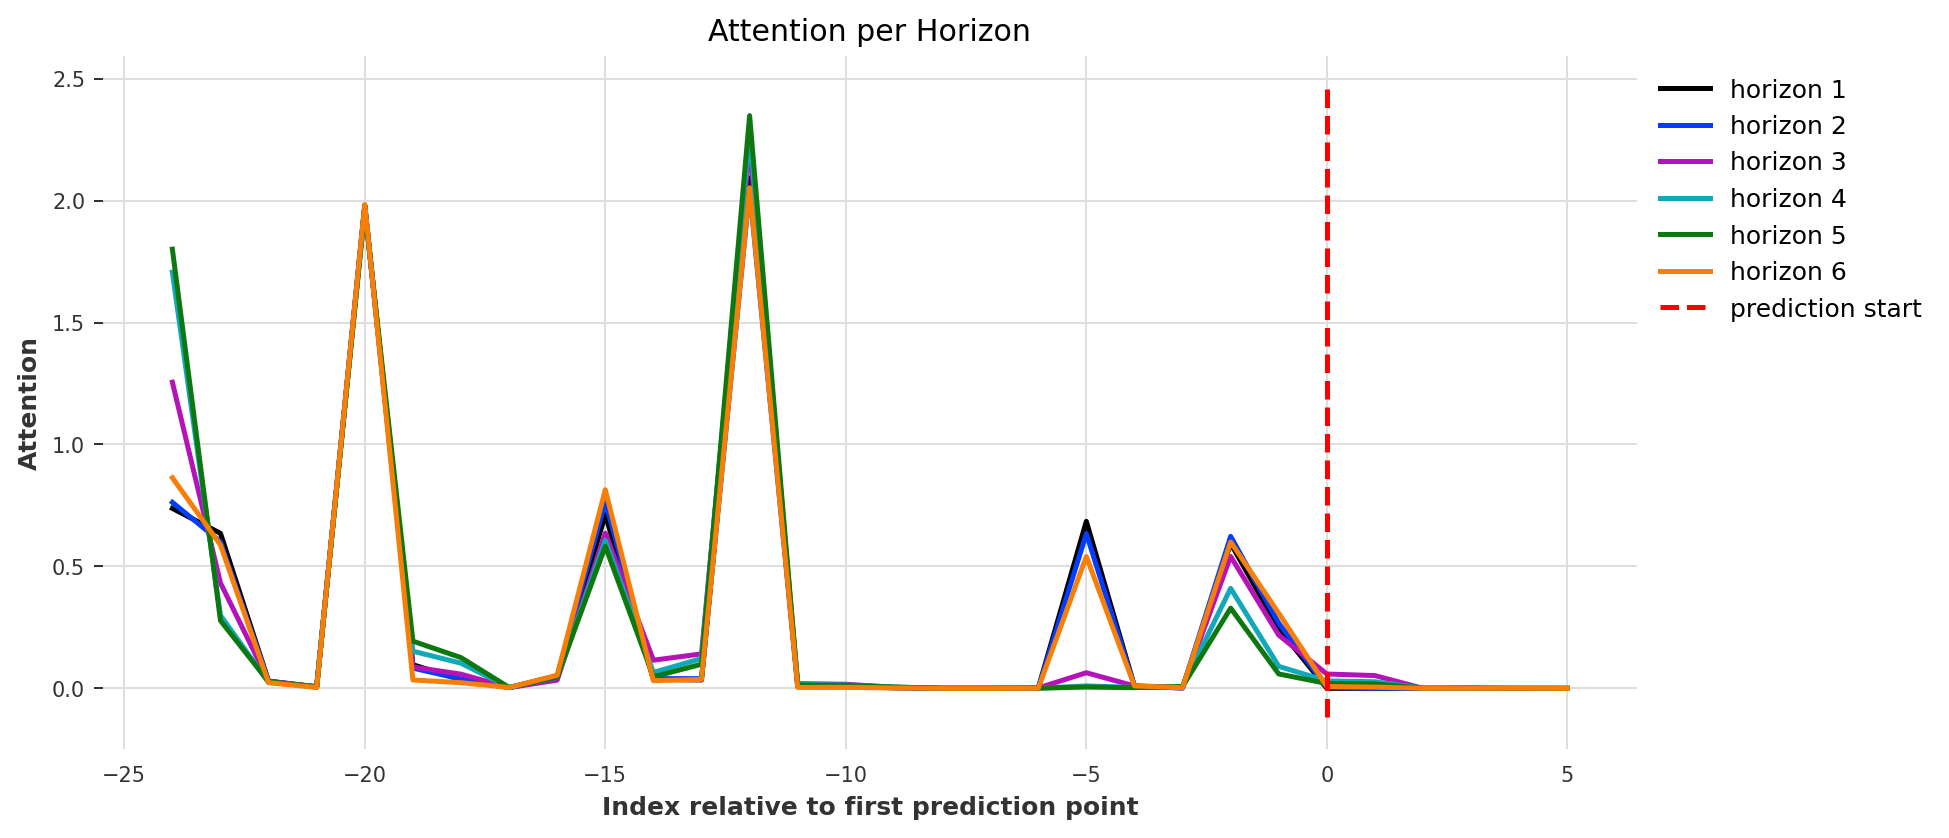 Attention per Horizon
2.5
2.0
1.5
1.0
0.5
0.0
Attention
−25
−20
−15
−10
−5
0
5
Index relative to first prediction point
horizon 1
horizon 2
horizon 3
horizon 4
horizon 5
horizon 6
prediction start